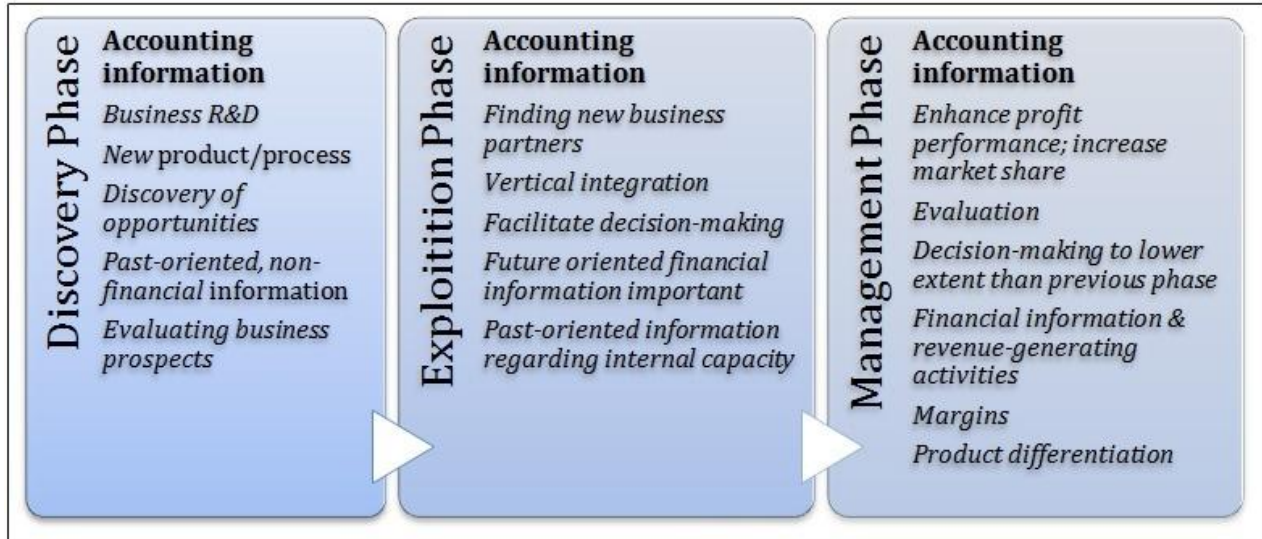 Discovery Phase
Accounting
information
Business R&D
New product/process
Discovery of
opportunities
Past-oriented, non-
financial information
Evaluating business
prospects
Exploitition Phase
Accounting
information
Finding new business
partners
Vertical integration
Facilitate decision-making
Future oriented financial
information important
Past-oriented information
regarding internal capacity
Management Phase
Accounting
information
Enhance profit
performance; increase
market share
Evaluation
Decision-making to lower
extent than previous phase
Financial information &
revenue-generating
activities
Margins
Product differentiation